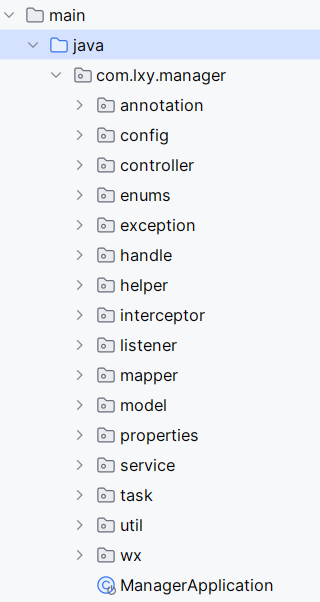 main
java
com.lxy.manager
annotation
config
controller
enums
exception
handle
helper
interceptor
listener
mapper
model
properties
service
task
util
wx
ManagerApplication